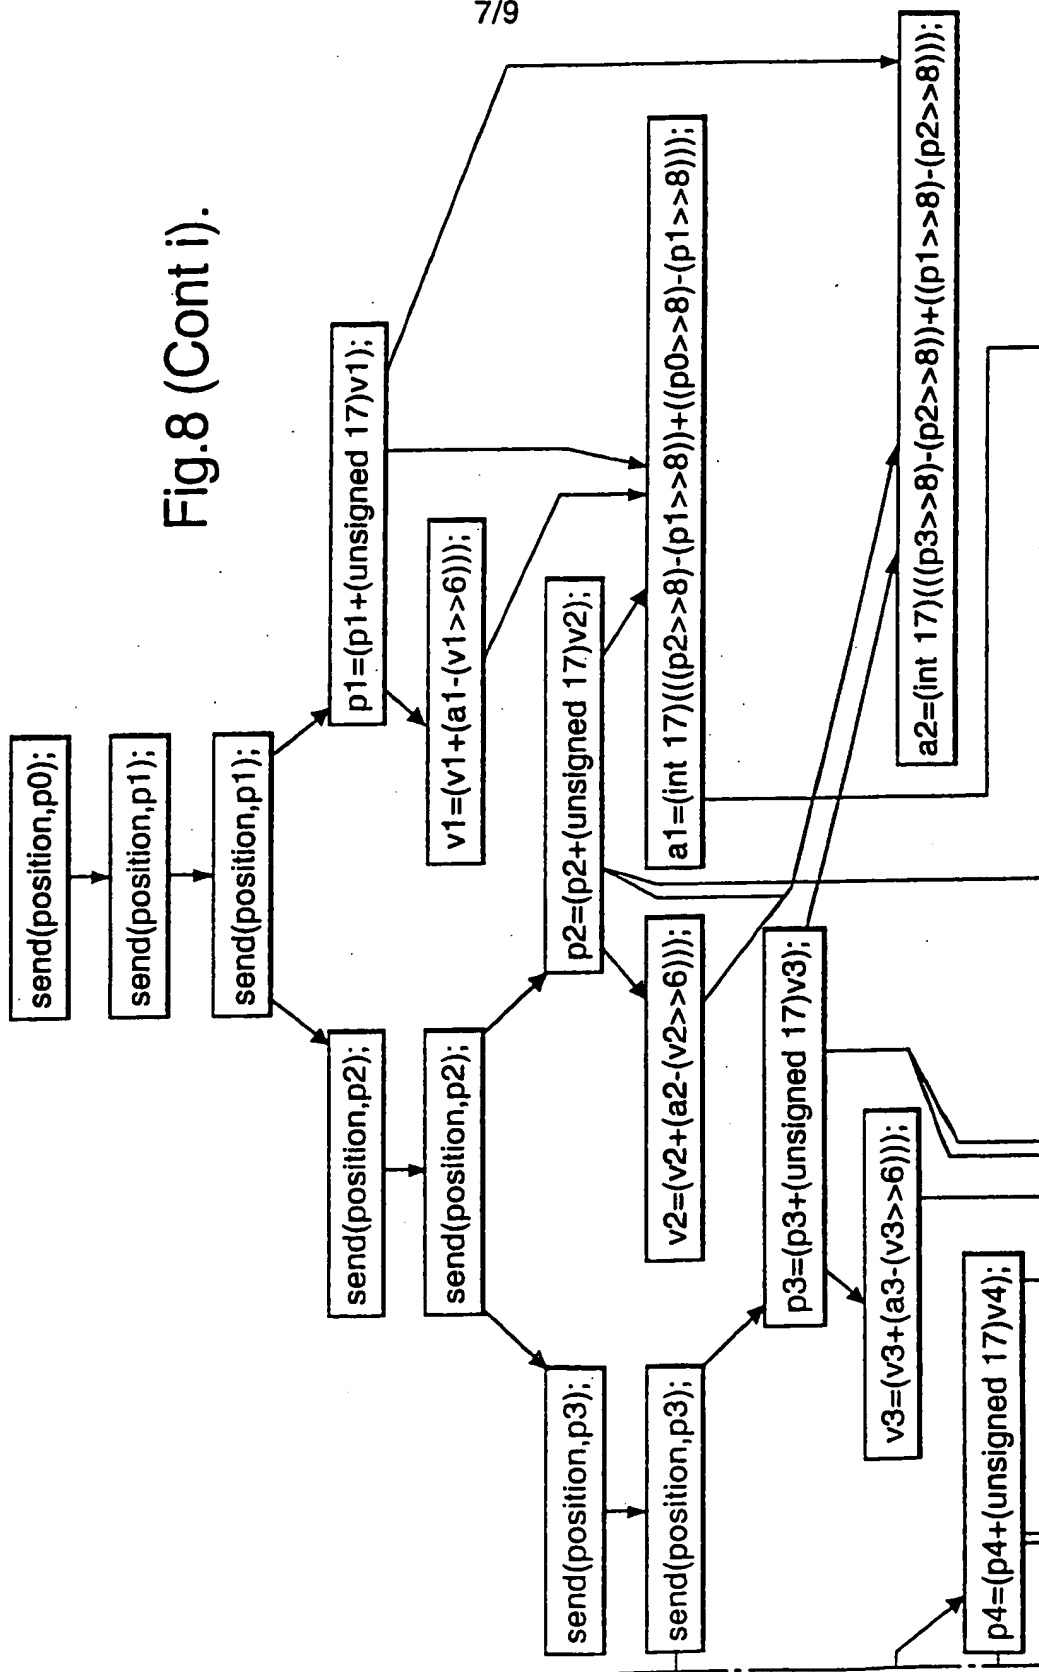 7/9
Fig.8 (Cont i).
send(position,p0);
send(position,p1);
send(position,p1);
send(position,p2);
p1=(p1+(unsigned 17)v1);
send(position,p2);
v1=(v1+(a1-(v1>>6)));
send(position,p3);
p2=(p2+(unsigned 17)v2);
send(position,p3);
v2=(v2+(a2-(v2>>6)));
a1=(int 17)(((p2>>8)-(p1>>8))+((p0>>8)-(p1>>8)));
p3=(p3+(unsigned 17)v3);
v3=(v3+(a3-(v3>>6)));
a2=(int 17)(((p3>>8)-(p2>>8))+((p1>>8)-(p2>>8)));
p4=(p4+(unsigned 17)v4);